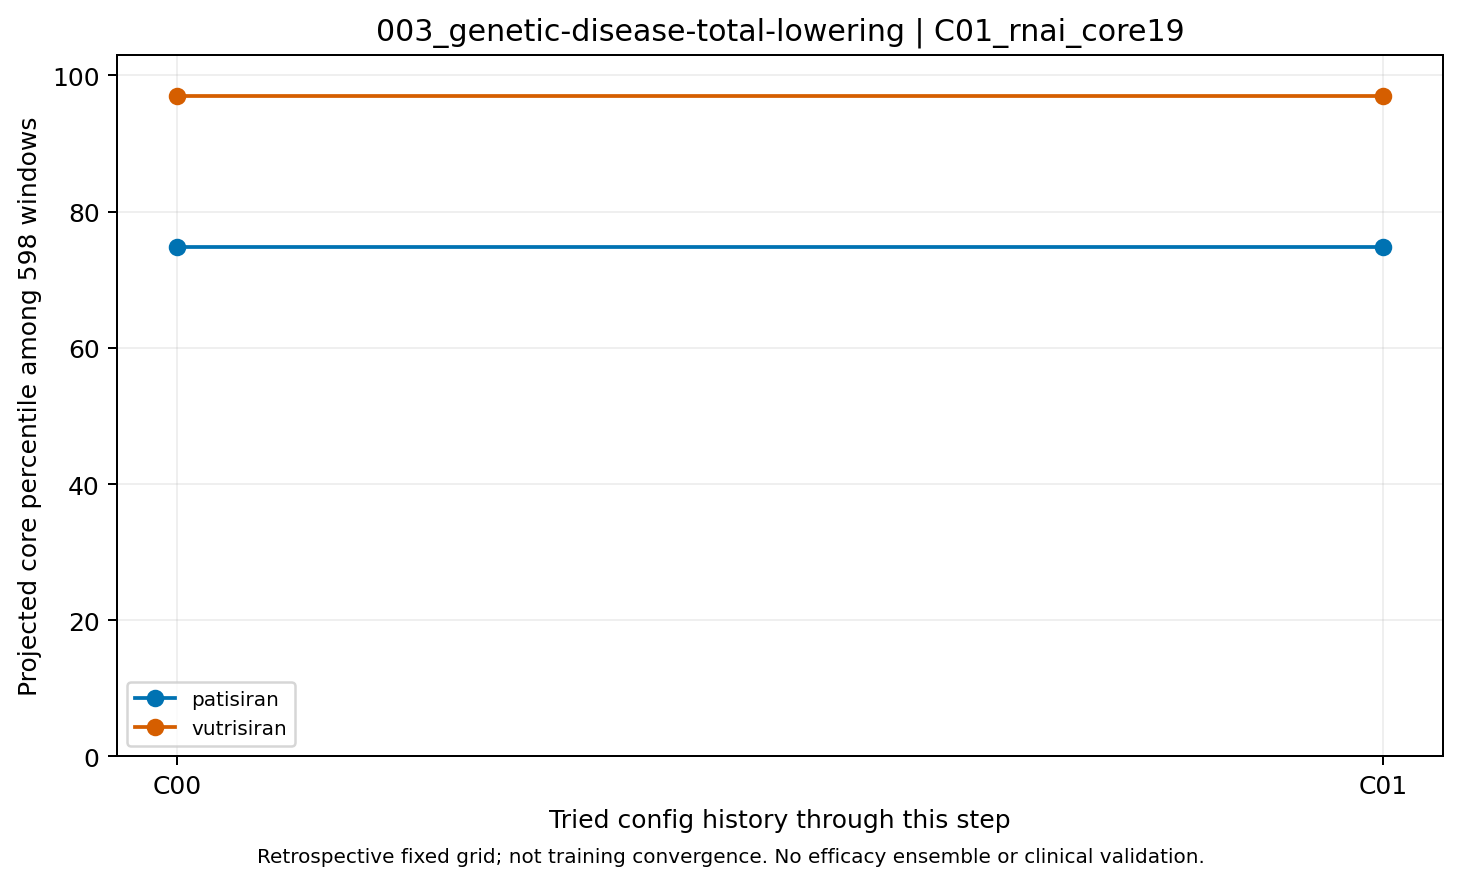 003_genetic-disease-total-lowering | C01_rnai_core19
Projected core percentile among 598 windows
100
80
60
40
20
0
patisiran
vutrisiran
C00
C01
Tried config history through this step
Retrospective fixed grid; not training convergence. No efficacy ensemble or clinical validation.